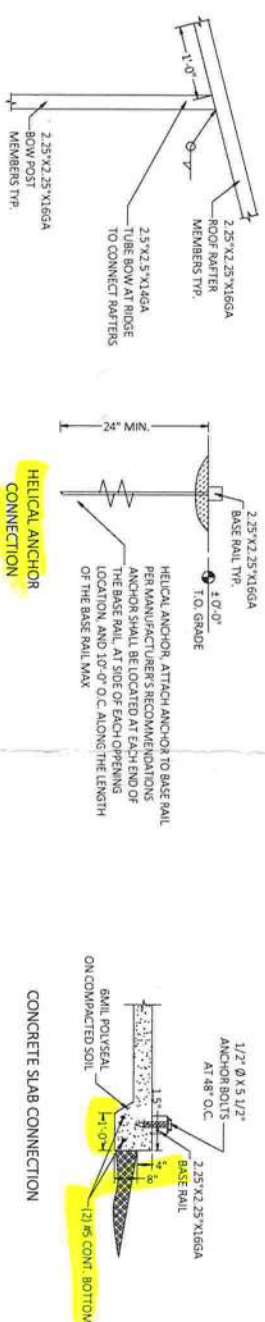 2.25"X2.25"X16GA
ROOF RAFTER
MEMBERS TYP.
1'-0"
2.5"X2.5"X14GA
TUBE BOW AT RIDGE
TO CONNECT RAFTERS
2.25"X2.25"X16GA
BOW POST
MEMBERS TYP.
2.25"X2.25"X16GA
BASE RAIL TYP.
± 0'-0"
T.O. GRADE
24" MIN.
HELICAL ANCHOR, ATTACH ANCHOR TO BASE RAIL
PER MANUFACTURER'S RECOMMENDATIONS
ANCHOR SHALL BE LOCATED AT EACH END OF
THE BASE RAIL, AT SIDE OF EACH OPPENING
LOCATION, AND 10'-0" O.C. ALONG THE LENGTH
OF THE BASE RAIL MAX
HELICAL ANCHOR
CONNECTION
1/2" Ø X 5 1/2"
ANCHOR BOLTS
AT 48" O.C.
2.25"X2.25"X16GA
BASE RAIL
1.5"
4"
8"
1'-0"
6MIL POLYSEAL
ON COMPACTED SOIL
(2) #5 CONT. BOTTOM
CONCRETE SLAB CONNECTION